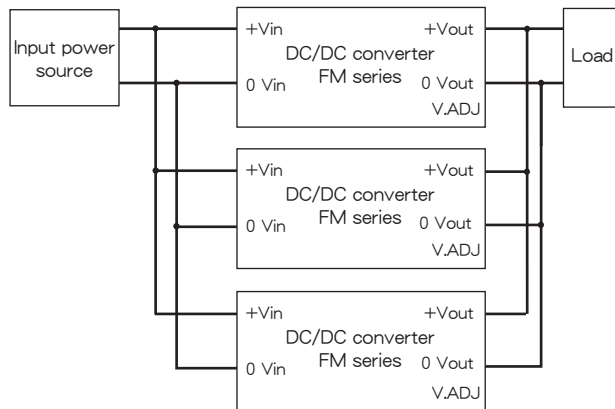 Input power
source
+Vin
+Vout
DC/DC converter
FM series
0 Vin
0 Vout
V.ADJ
Load
+Vin
+Vout
DC/DC converter
FM series
0 Vin
0 Vout
V.ADJ
+Vin
+Vout
DC/DC converter
FM series
0 Vin
0 Vout
V.ADJ